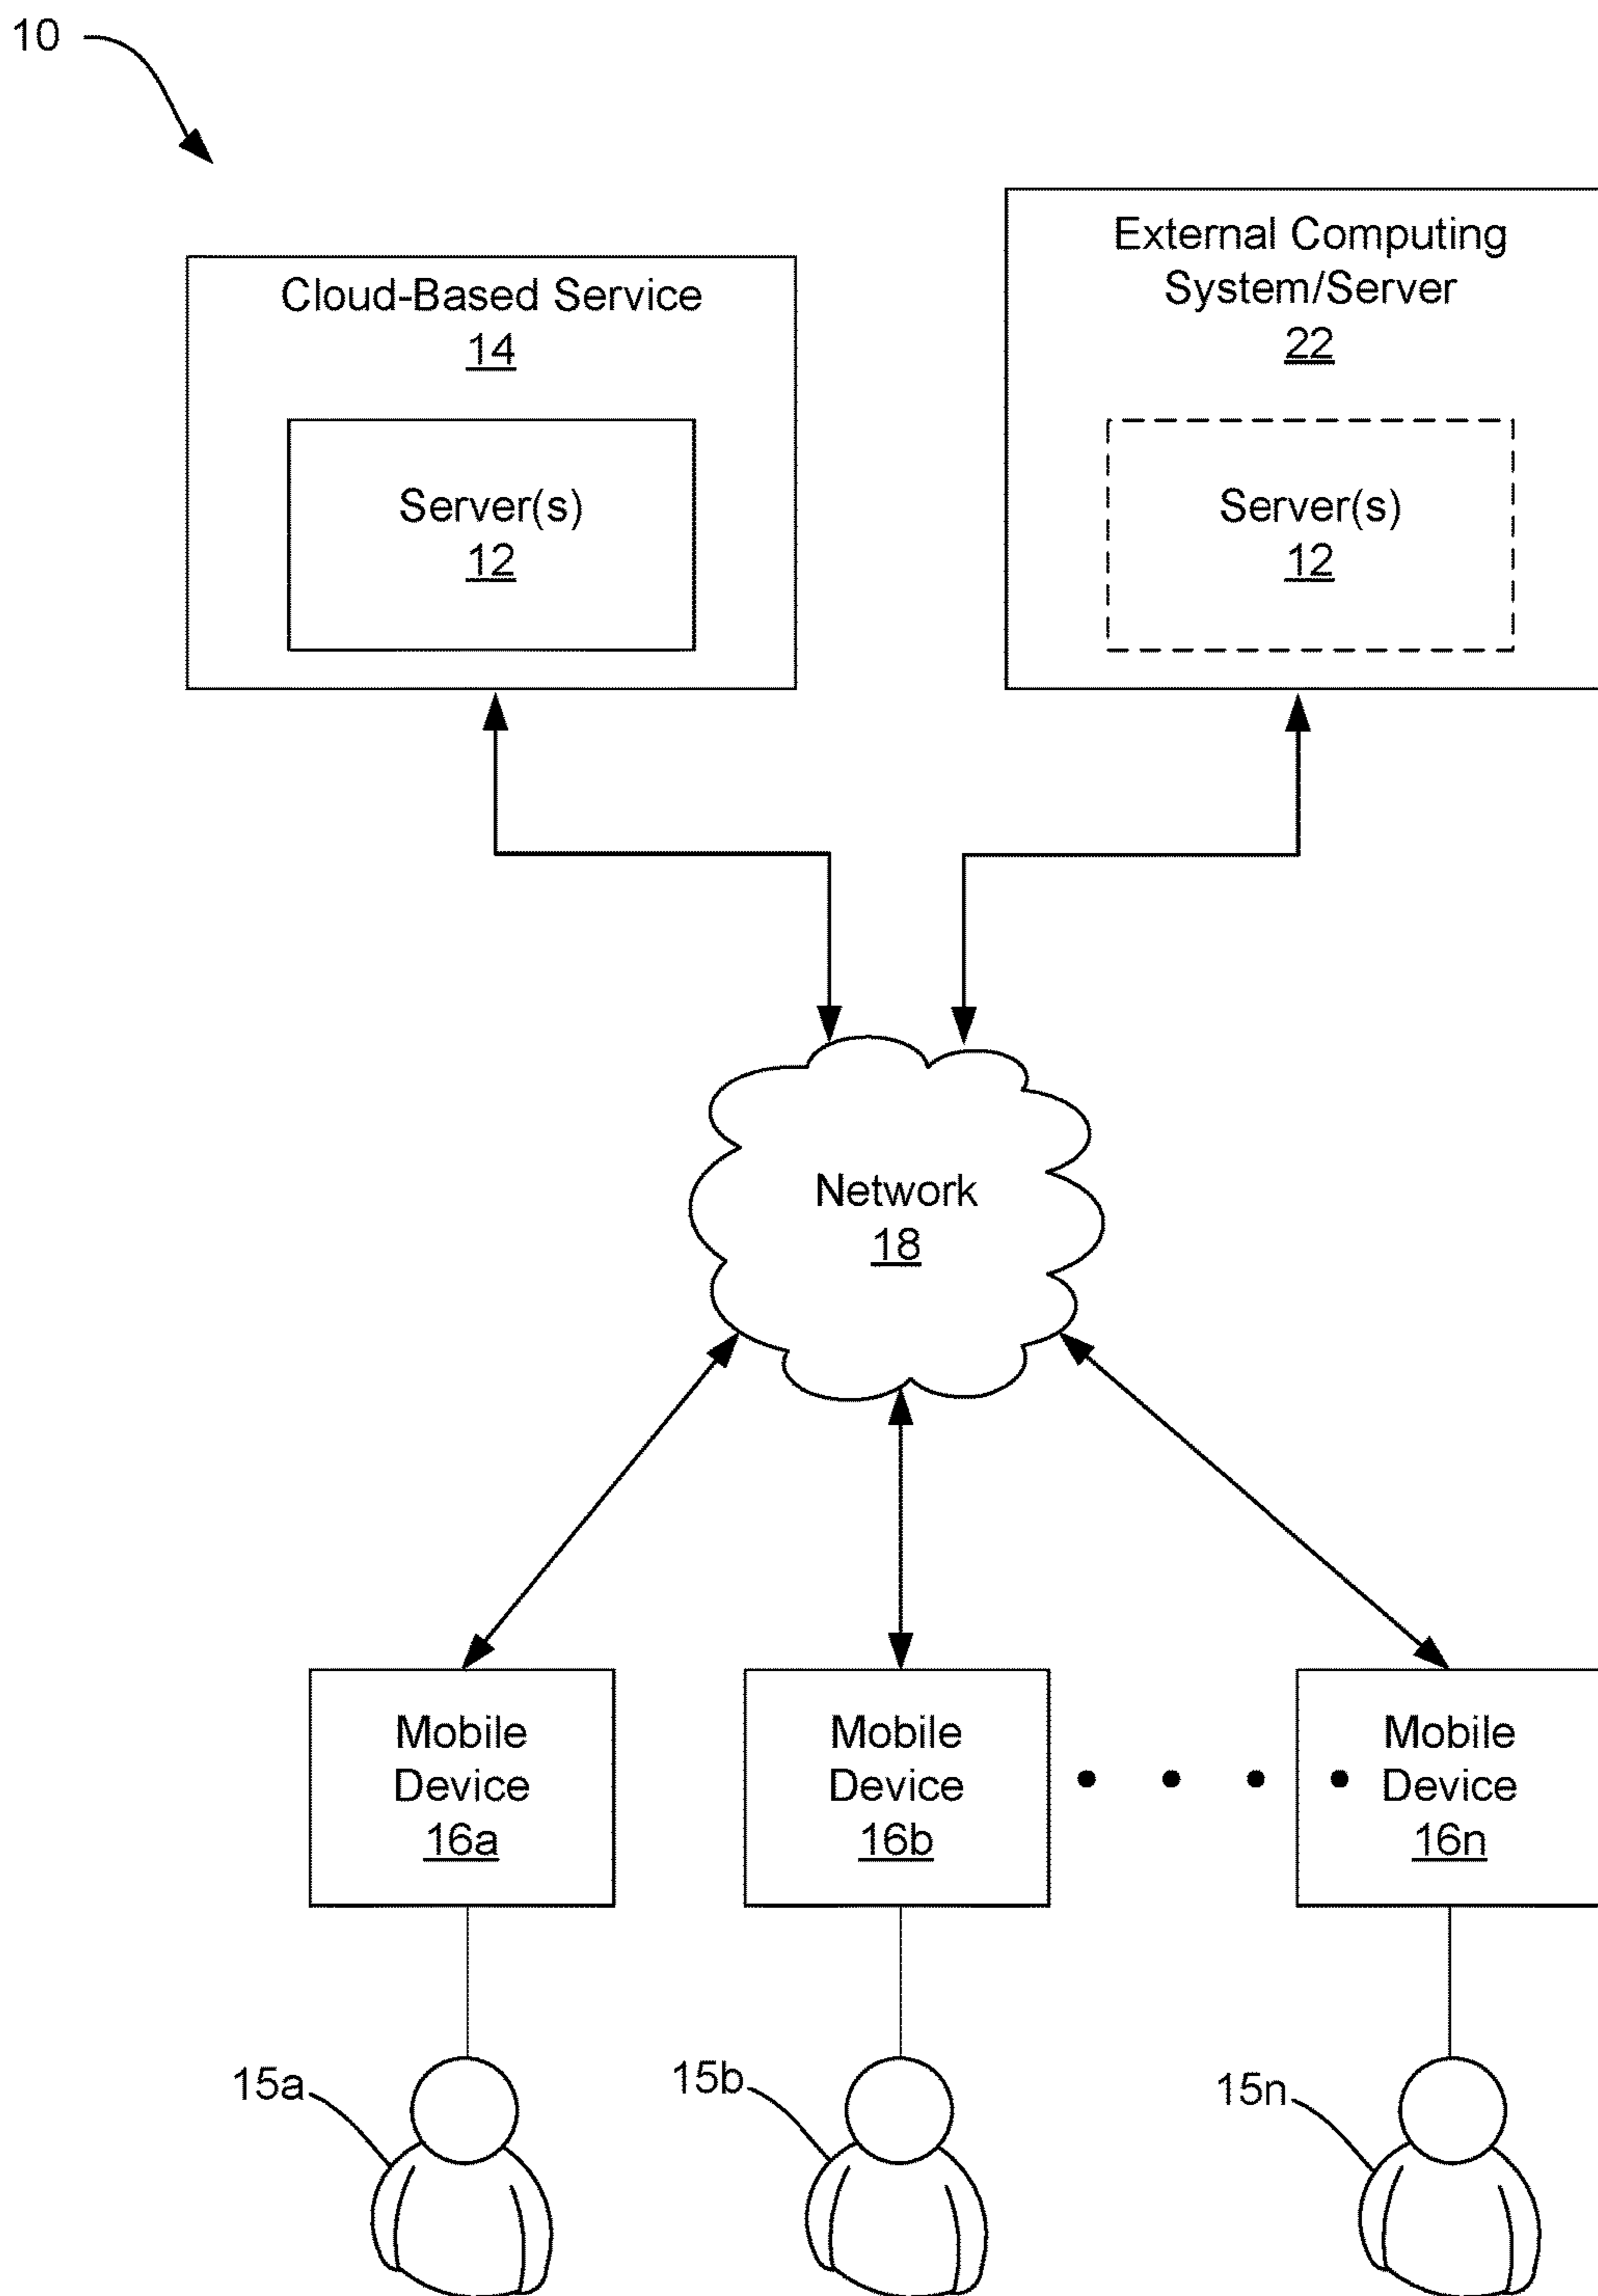 10
Cloud-Based Service
14
Server(s)
12
External Computing
System/Server
22
Server(s)
12
Network
18
Mobile
Device
16a
Mobile
Device
16b
Mobile
Device
16n
15a
15b
15n